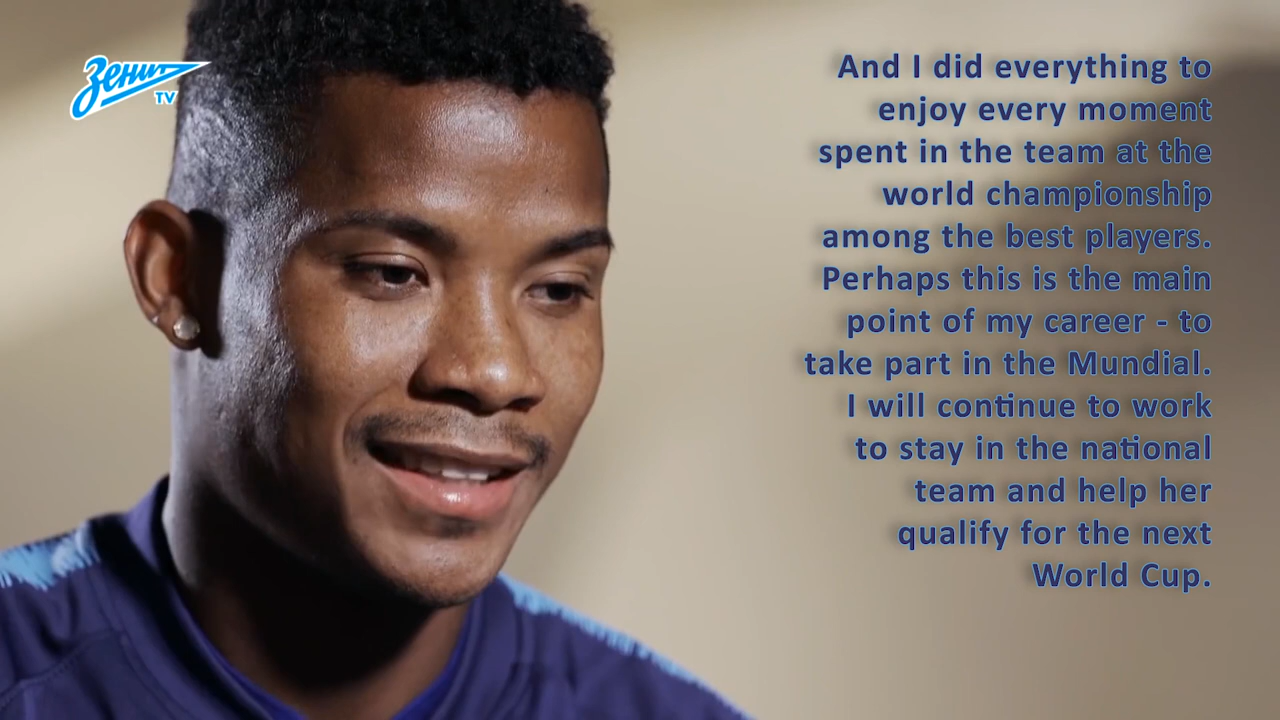 Зенит
TV
And I did everything to
enjoy every moment
spent in the team at the
world championship
among the best players.
Perhaps this is the main
point of my career - to
take part in the Mundial.
I will continue to work
to stay in the national
team and help her
qualify for the next
World Cup.